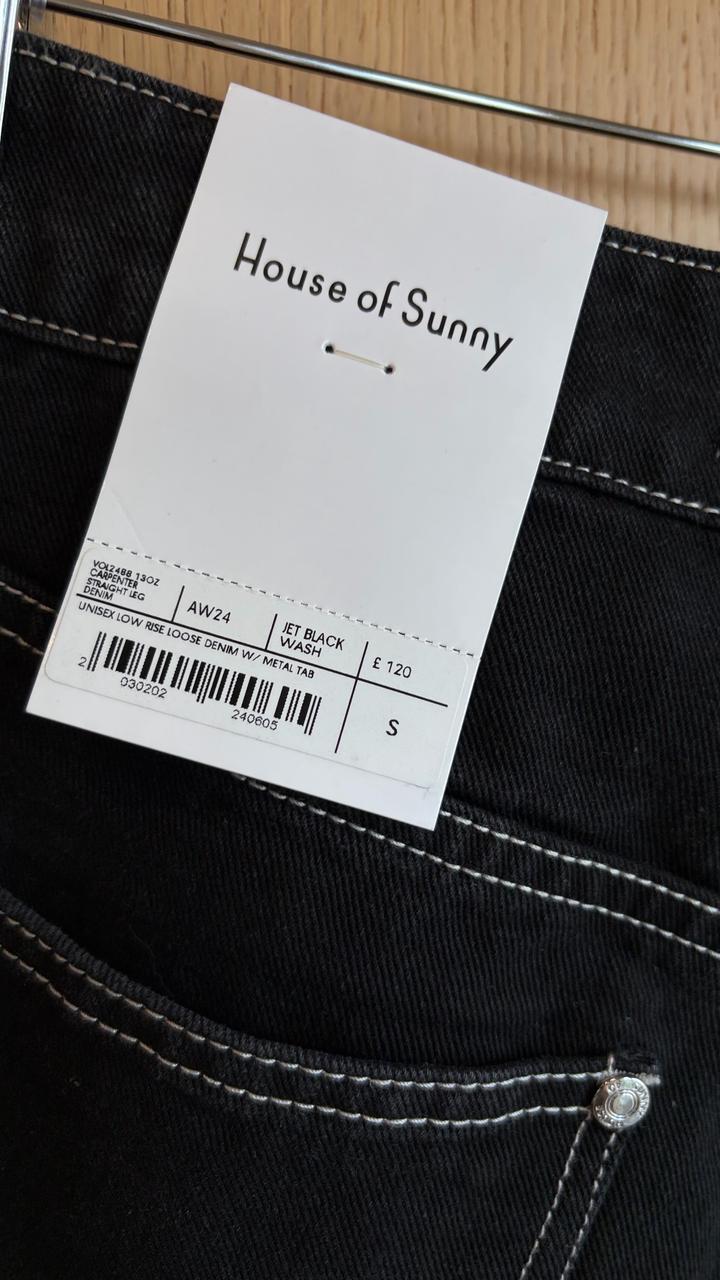 House of Sunny
VOL2488 13OZ
CARPENTER
STRAIGHT LEG
DENIM
AW24
JET BLACK
WASH
£ 120
UNISEX LOW RISE LOOSE DENIM W/ METAL TAB
2 030202 240605
S